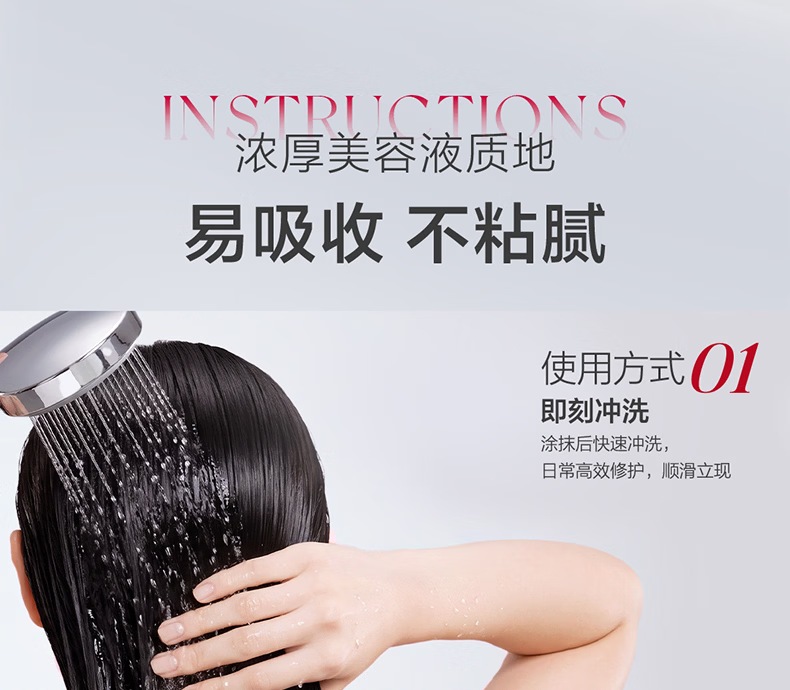 INSTRUCTIONS
浓厚美容液质地
易吸收 不粘腻
使用方式01
即刻冲洗
涂抹后快速冲洗，
日常高效修护，顺滑立现